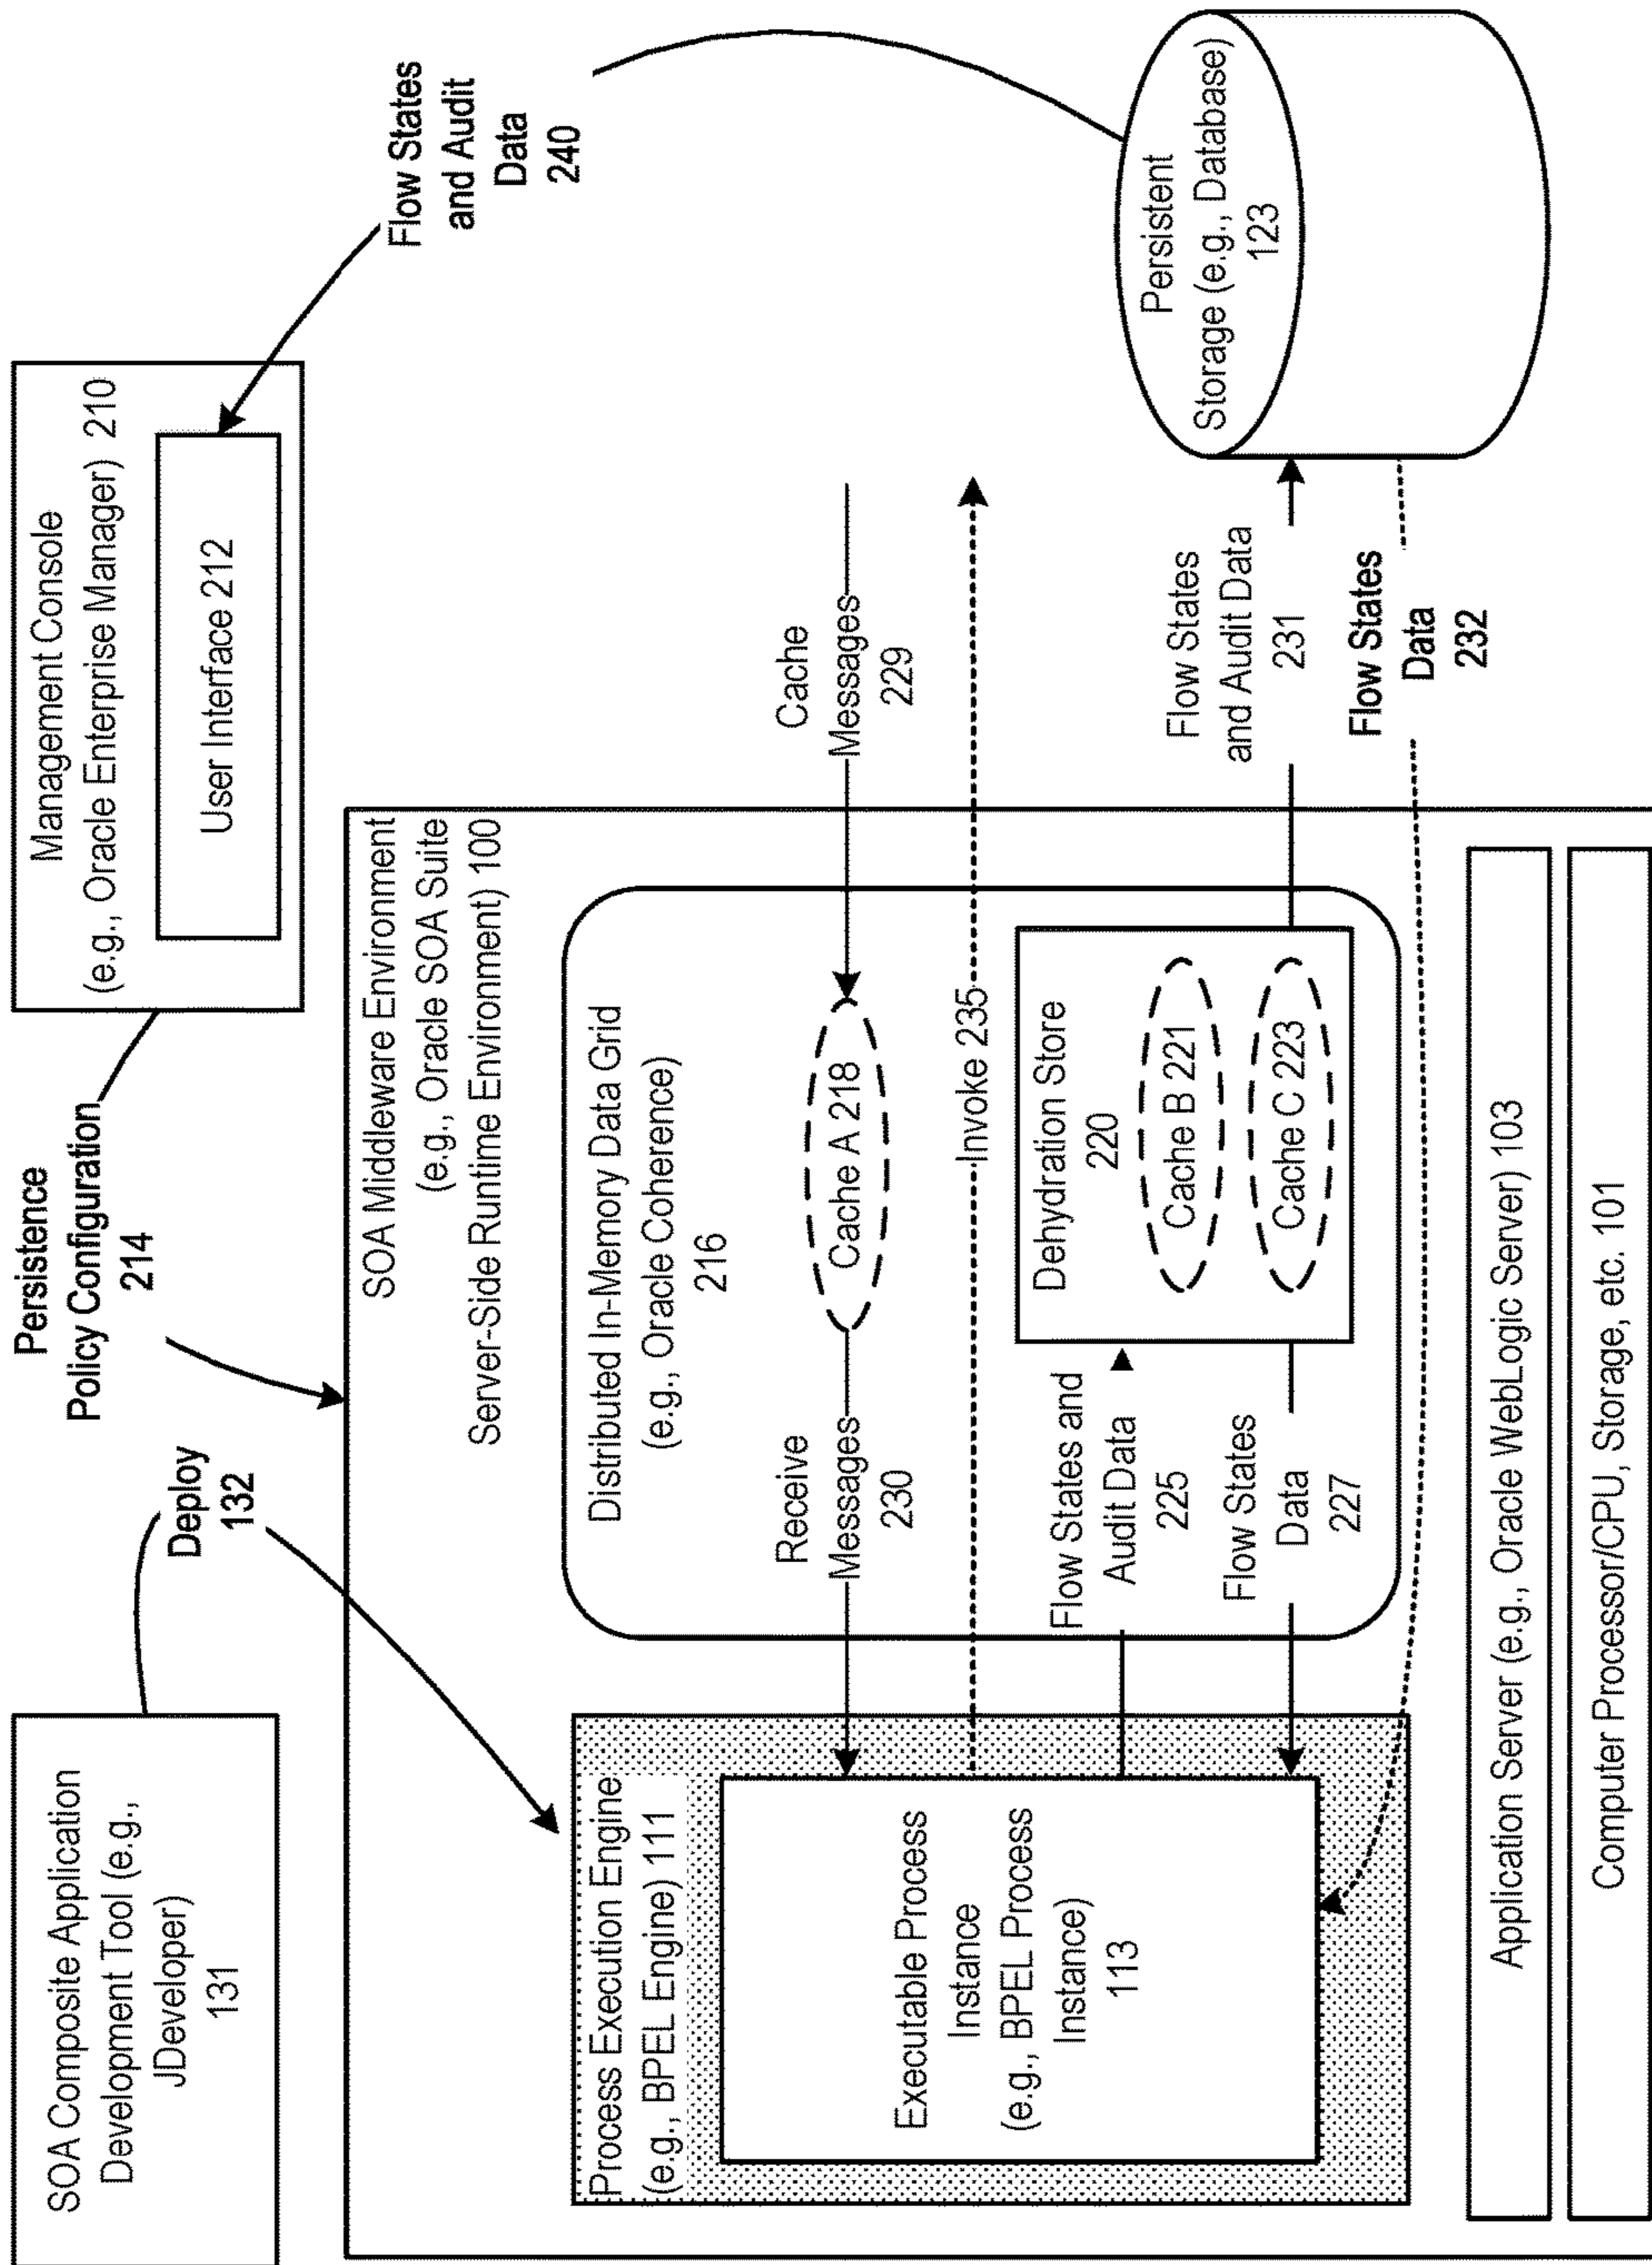 SOA Composite Application
Development Tool (e.g.,
JDeveloper)
131
Deploy
132
Persistence
Policy Configuration
214
Management Console
(e.g., Oracle Enterprise Manager) 210
User Interface 212
Flow States
and Audit
Data
240
SOA Middleware Environment
(e.g., Oracle SOA Suite
Server-Side Runtime Environment) 100
Process Execution Engine
(e.g., BPEL Engine) 111
Executable Process
Instance
(e.g., BPEL Process
Instance)
113
Distributed In-Memory Data Grid
(e.g., Oracle Coherence)
216
Receive
Messages
230
Cache A 218
Cache
Messages
229
Invoke 235
Flow States and
Audit Data
225
Flow States
Data
227
Dehydration Store
220
Cache B 221
Cache C 223
Flow States
and Audit Data
231
Flow States
Data
232
Persistent
Storage (e.g., Database)
123
Application Server (e.g., Oracle WebLogic Server) 103
Computer Processor/CPU, Storage, etc. 101